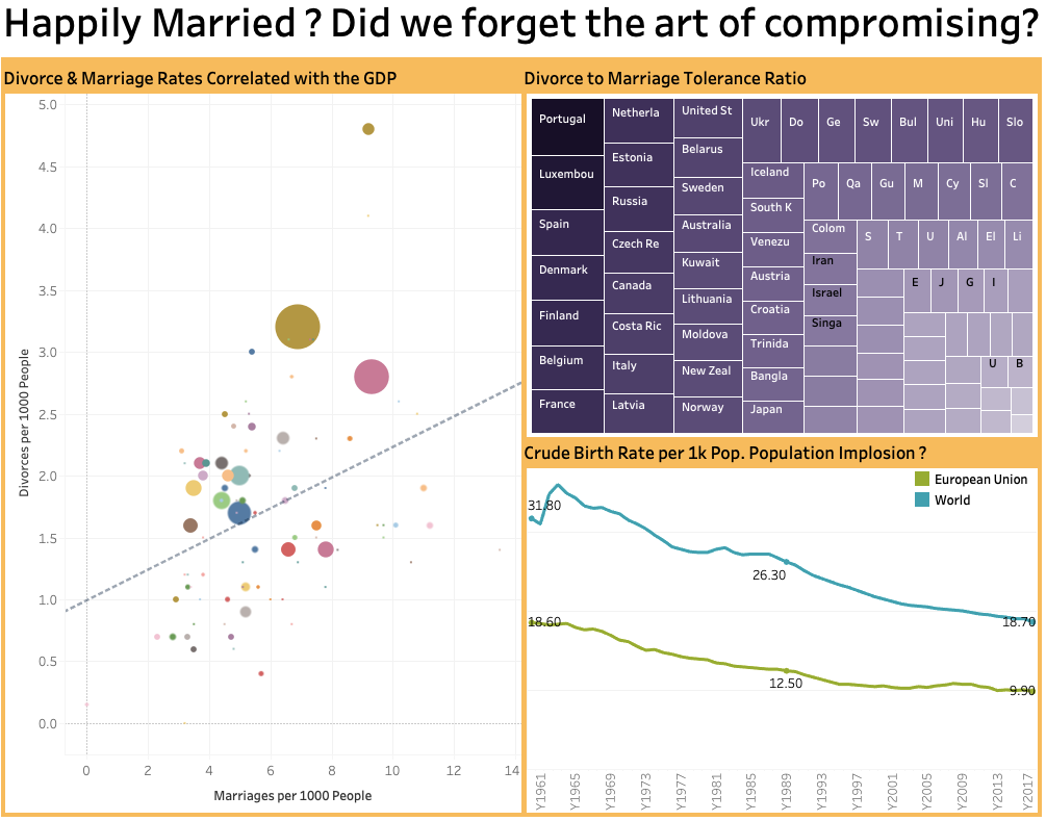 Happily Married ? Did we forget the art of compromising?
Divorce & Marriage Rates Correlated with the GDP
5.0
4.5
4.0
3.5
3.0
2.5
2.0
1.5
1.0
0.5
0.0
Divorces per 1000 People
0 2 4 6 8 10 12 14
Marriages per 1000 People
Divorce to Marriage Tolerance Ratio
Portugal
Luxembou
Spain
Denmark
Finland
Belgium
France
Netherla
Estonia
Russia
Czech Re
Canada
Costa Ric
Italy
Latvia
United St
Belarus
Sweden
Australia
Kuwait
Lithuania
Moldova
New Zeal
Norway
Ukr Do Ge Sw Bul Uni Hu Slo
Iceland
South K
Venezu
Austria
Croatia
Trinida
Bangla
Japan
Po Qa Gu M Cy Sl C
Colom
Iran
Israel
Singa
S T U Al El Li
E J G I
U B
Crude Birth Rate per 1k Pop. Population Implosion ?
European Union
World
31.80
26.30
18.70
18.60
12.50
9.90
Y1961 Y1965 Y1969 Y1973 Y1977 Y1981 Y1985 Y1989 Y1993 Y1997 Y2001 Y2005 Y2009 Y2013 Y2017